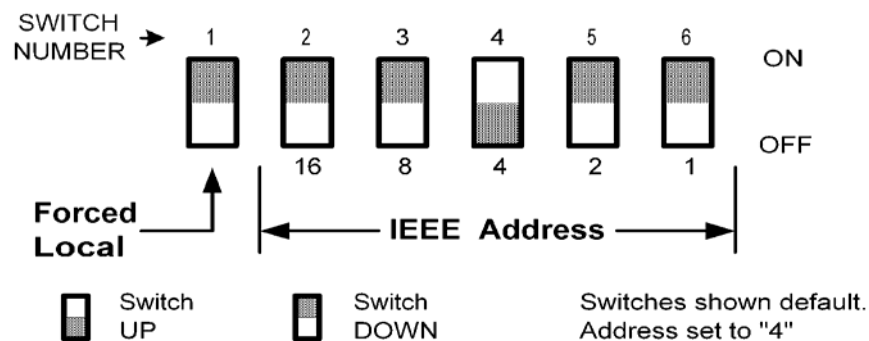 SWITCH
NUMBER
1 2 3 4 5 6
ON
OFF
16 8 4 2 1
Forced
Local
IEEE Address
Switch
UP
Switch
DOWN
Switches shown default.
Address set to "4"